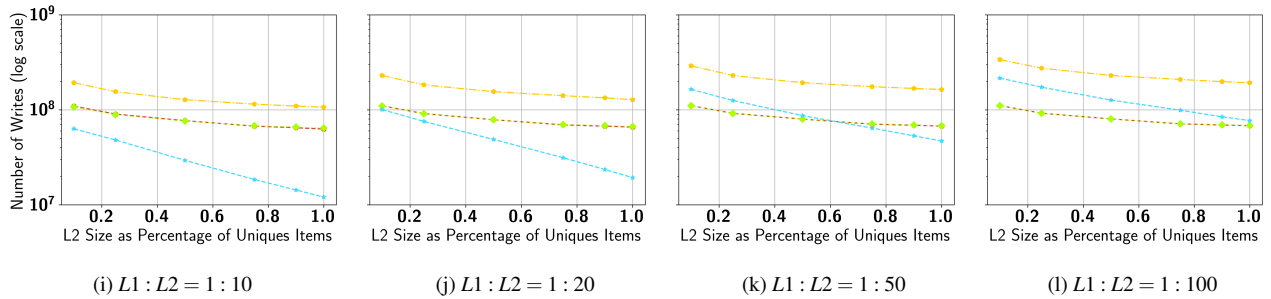 Number of Writes (log scale)
10^9
10^8
10^7
0.2 0.4 0.6 0.8 1.0
L2 Size as Percentage of Uniques Items
(i) L1 : L2 = 1 : 10
0.2 0.4 0.6 0.8 1.0
L2 Size as Percentage of Uniques Items
(j) L1 : L2 = 1 : 20
0.2 0.4 0.6 0.8 1.0
L2 Size as Percentage of Uniques Items
(k) L1 : L2 = 1 : 50
0.2 0.4 0.6 0.8 1.0
L2 Size as Percentage of Uniques Items
(l) L1 : L2 = 1 : 100